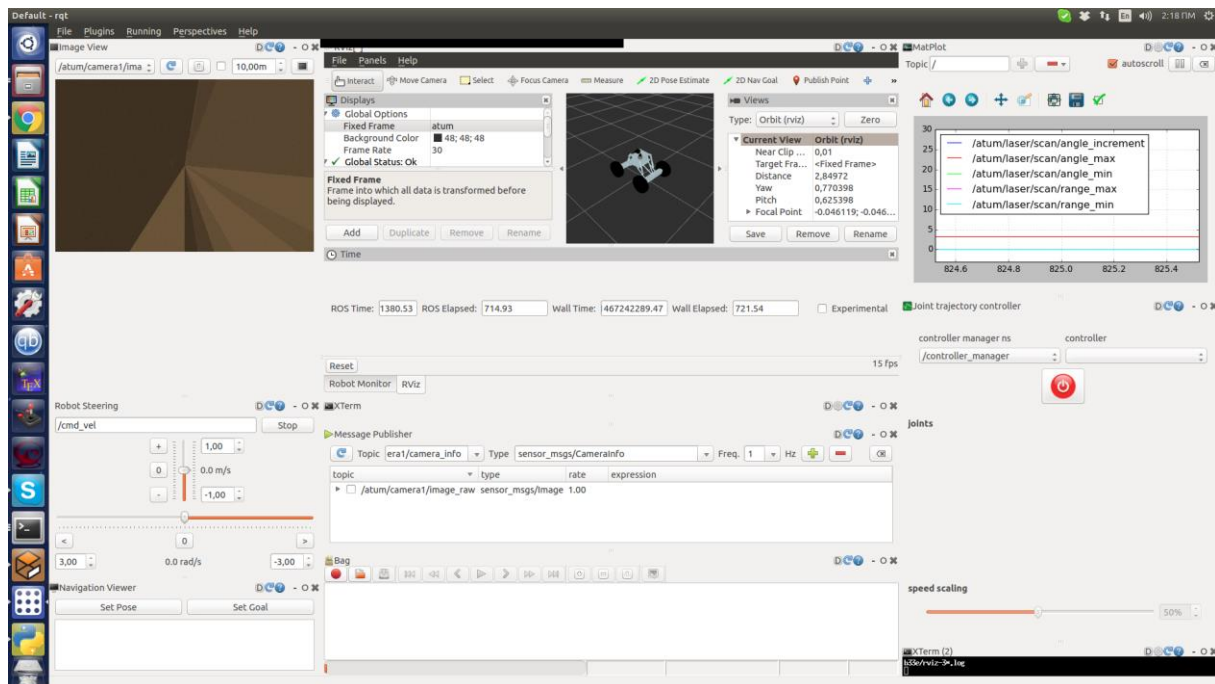 Default - rqt
En
2:18 ПМ
File Plugins Running Perspectives Help
Image View
/atum/camera1/ima
10,00m
File Panels Help
Interact Move Camera Select Focus Camera Measure 2D Pose Estimate 2D Nav Goal Publish Point
Displays
Global Options
Fixed Frame atum
Background Color 48; 48; 48
Frame Rate 30
Global Status: Ok
Fixed Frame
Frame into which all data is transformed before
being displayed.
Add Duplicate Remove Rename
Views
Type: Orbit (rviz) Zero
Current View Orbit (rviz)
Near Clip ... 0,01
Target Fra... <Fixed Frame>
Distance 2,84972
Yaw 0,770398
Pitch 0,625398
Focal Point -0.046119; -0.046...
Save Remove Rename
Time
ROS Time: 1380.53 ROS Elapsed: 714.93 Wall Time: 467242289.47 Wall Elapsed: 721.54 Experimental
Reset 15 fps
Robot Monitor RViz
MatPlot
Topic /
autoscroll
30
25
20
15
10
5
0
/atum/laser/scan/angle_increment
/atum/laser/scan/angle_max
/atum/laser/scan/angle_min
/atum/laser/scan/range_max
/atum/laser/scan/range_min
824.6 824.8 825.0 825.2 825.4
Joint trajectory controller
controller manager ns controller
/controller_manager
joints
speed scaling
50%
Robot Steering
/cmd_vel Stop
+ 1,00
0 0.0 m/s
- -1,00
< 0 >
3,00 0.0 rad/s -3,00
Navigation Viewer
Set Pose Set Goal
XTerm
Message Publisher
Topic era1/camera_info Type sensor_msgs/CameraInfo Freq. 1 Hz
topic type rate expression
/atum/camera1/image_raw sensor_msgs/Image 1.00
Bag
XTerm (2)
b33e/rviz-3*.log